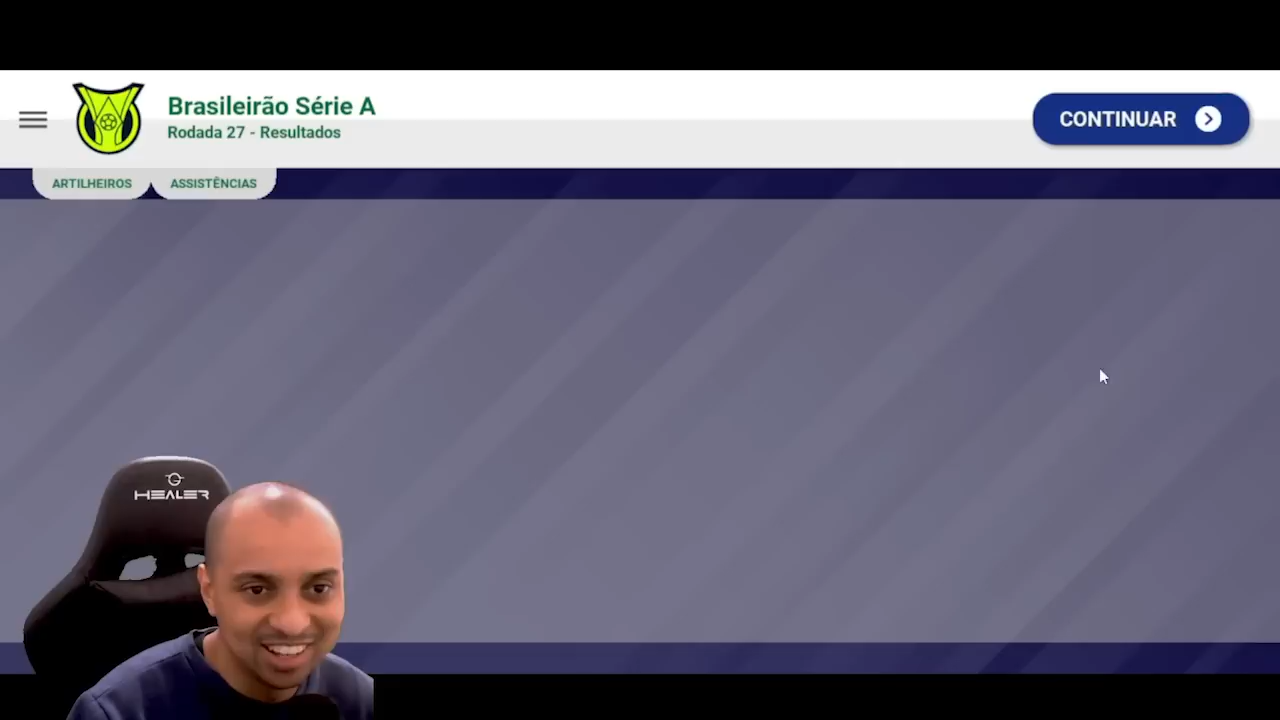 Brasileirão Série A
Rodada 27 - Resultados
CONTINUAR
ARTILHEIROS
ASSISTÊNCIAS
HEALER